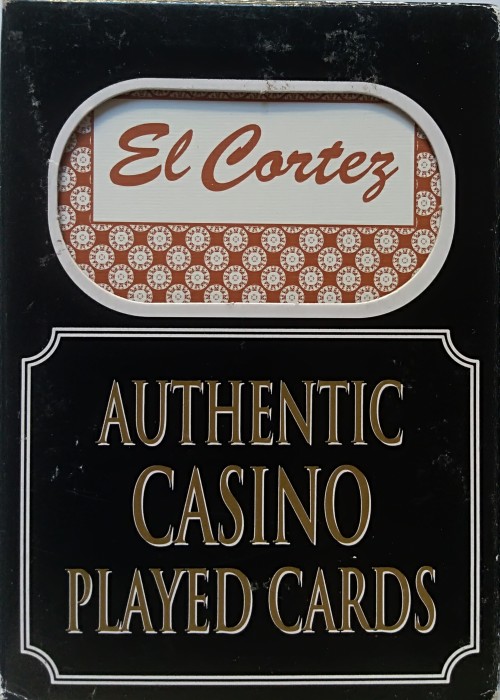 El Cortez
AUTHENTIC
CASINO
PLAYED CARDS